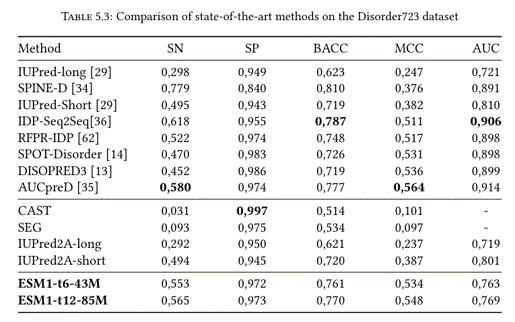 TABLE 5.3: Comparison of state-of-the-art methods on the Disorder723 dataset
Method SN SP BACC MCC AUC
IUPred-long [29] 0,298 0,949 0,623 0,247 0,721
SPINE-D [34] 0,779 0,840 0,810 0,376 0,891
IUPred-Short [29] 0,495 0,943 0,719 0,382 0,810
IDP-Seq2Seq[36] 0,618 0,955 0,787 0,511 0,906
RFPR-IDP [62] 0,522 0,974 0,748 0,517 0,898
SPOT-Disorder [14] 0,470 0,983 0,726 0,531 0,898
DISOPRED3 [13] 0,452 0,986 0,719 0,536 0,899
AUCpreD [35] 0,580 0,974 0,777 0,564 0,914
CAST 0,031 0,997 0,514 0,101 -
SEG 0,093 0,975 0,534 0,097 -
IUPred2A-long 0,292 0,950 0,621 0,237 0,719
IUPred2A-short 0,494 0,945 0,720 0,387 0,801
ESM1-t6-43M 0,553 0,972 0,761 0,534 0,763
ESM1-t12-85M 0,565 0,973 0,770 0,548 0,769